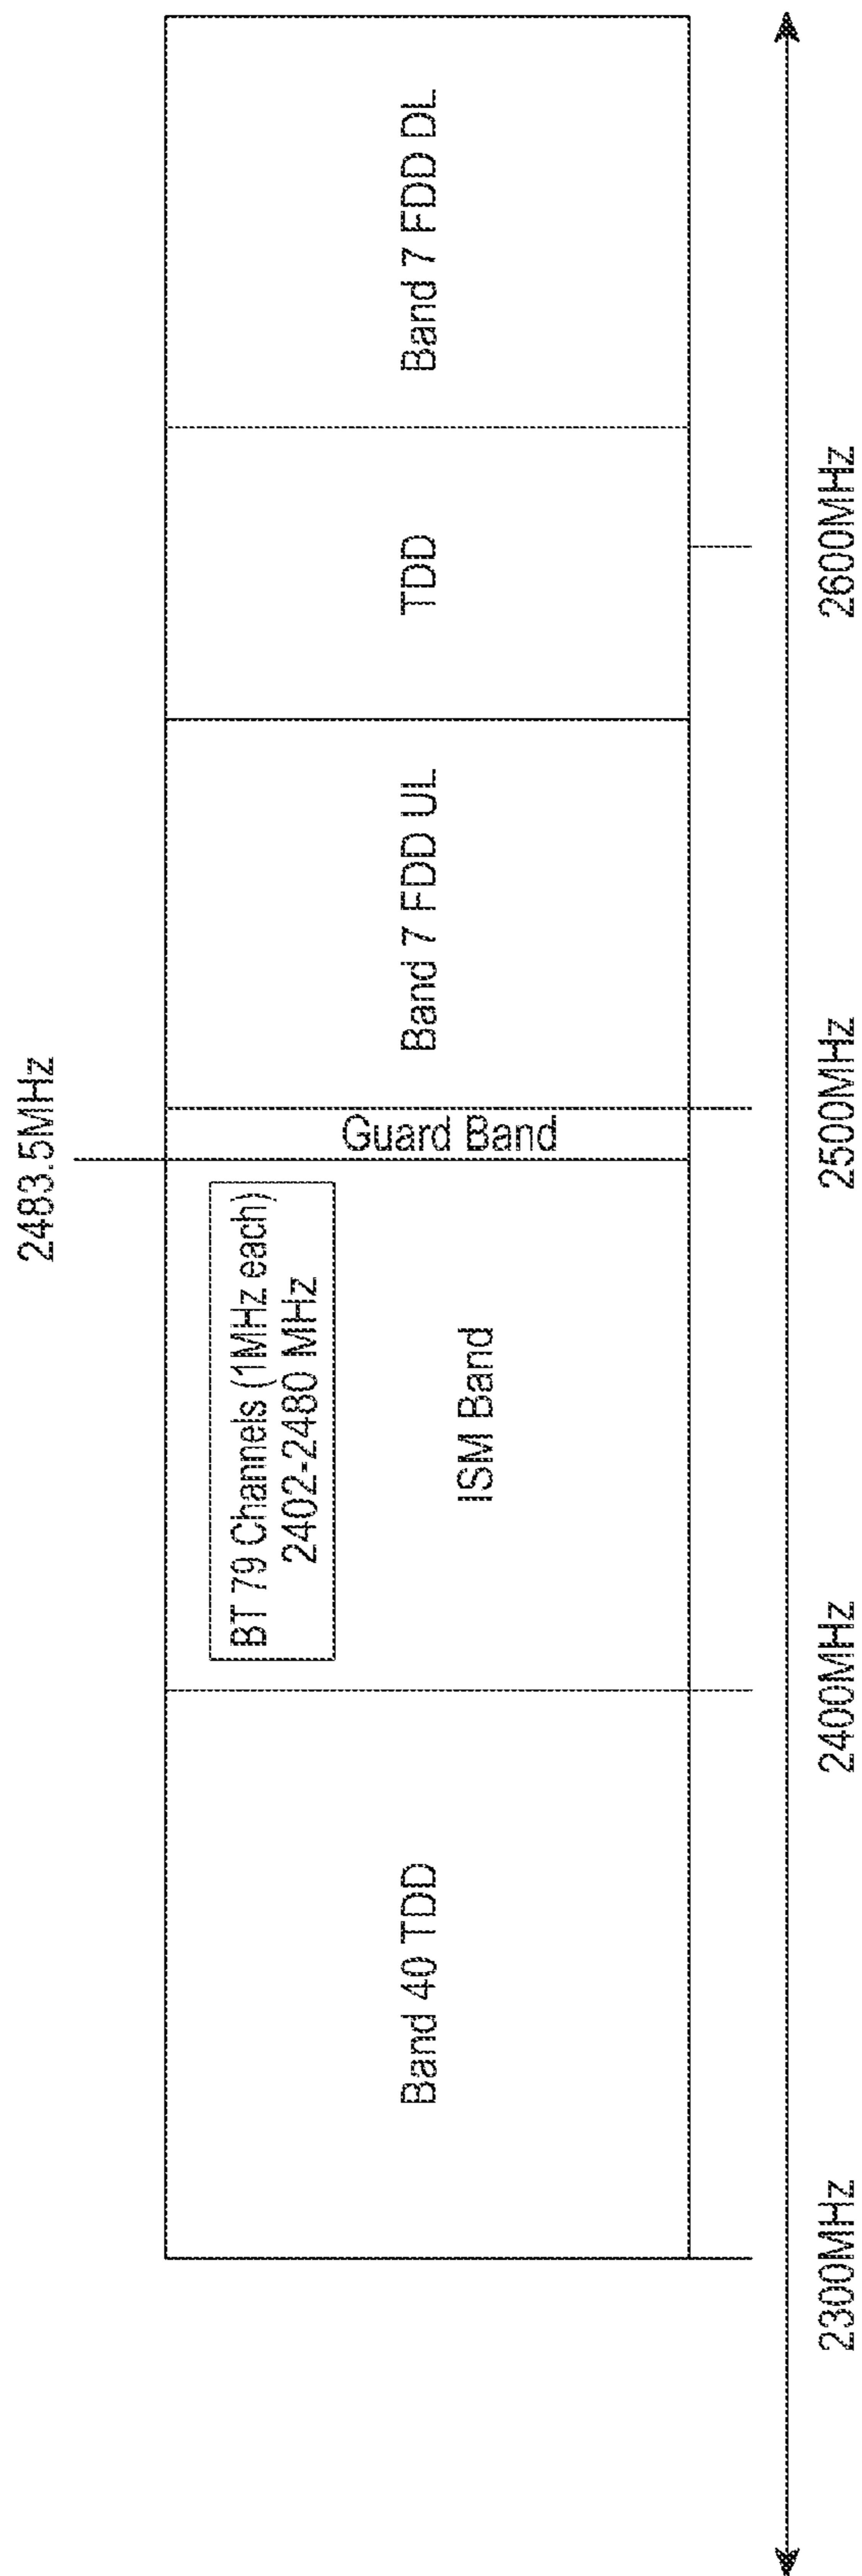 2483.5MHz
BT 79 Channels (1MHz each)
2402-2480 MHz
Band 40 TDD
ISM Band
Guard Band
Band 7 FDD UL
TDD
Band 7 FDD DL
2300MHz
2400MHz
2500MHz
2600MHz